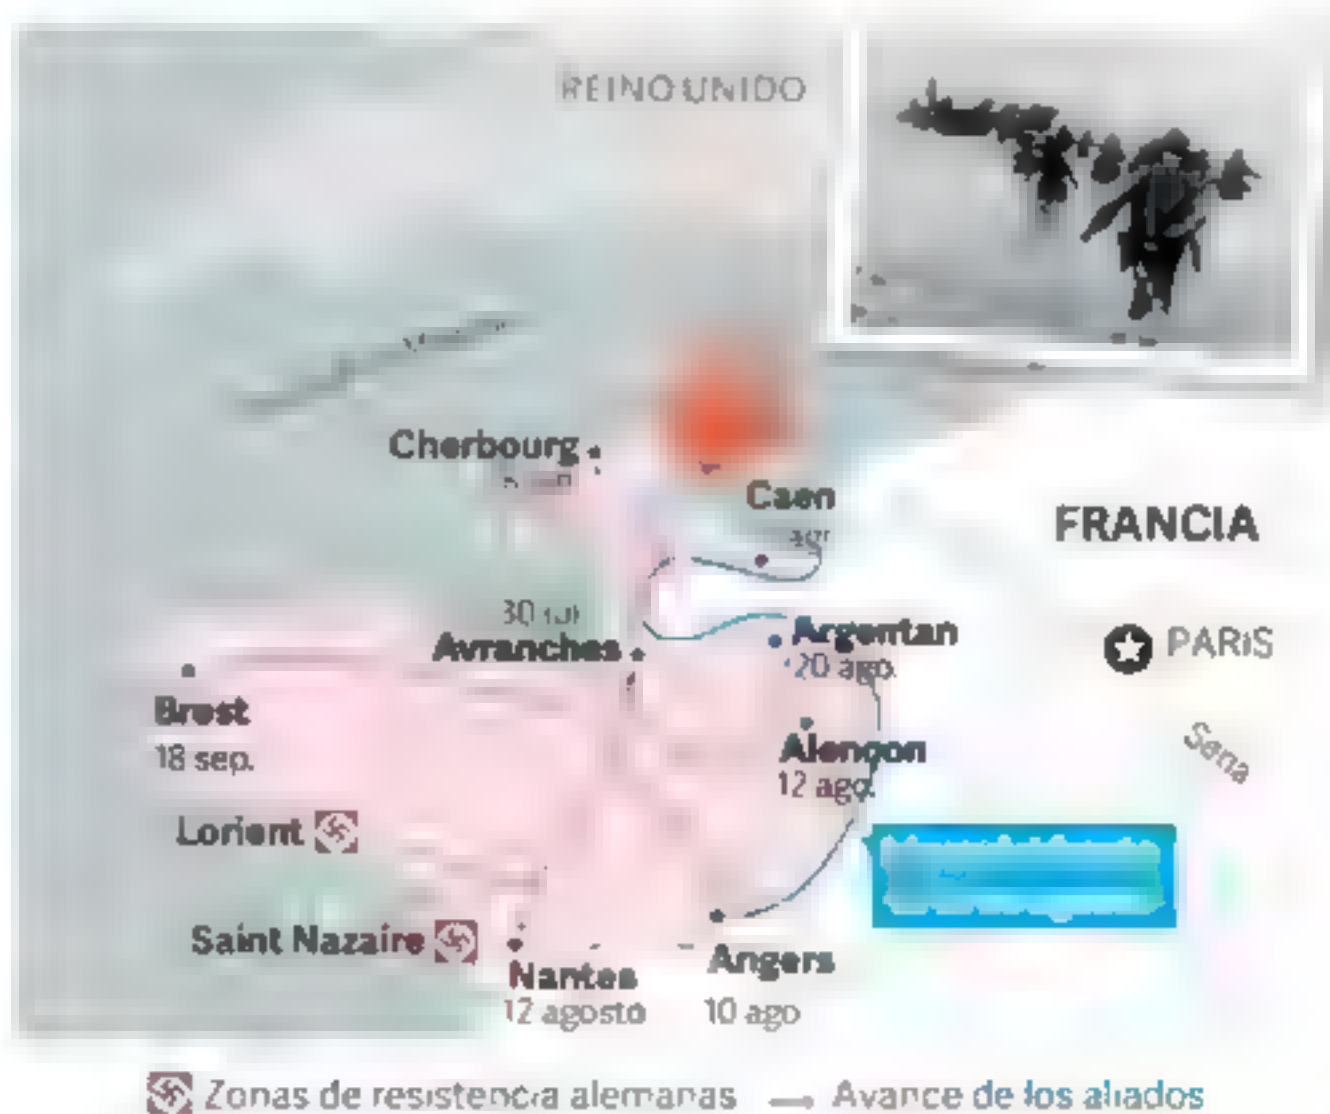 REINO UNIDO
Cherbourg
Caen
FRANCIA
30 jul
Avranches
Argentan
20 ago.
PARIS
Brest
18 sep.
Alençon
12 ago.
Sena
Lorient
Saint Nazaire
Nantes
12 agosto
Angers
10 ago
Zonas de resistencia alemanas
Avance de los aliados